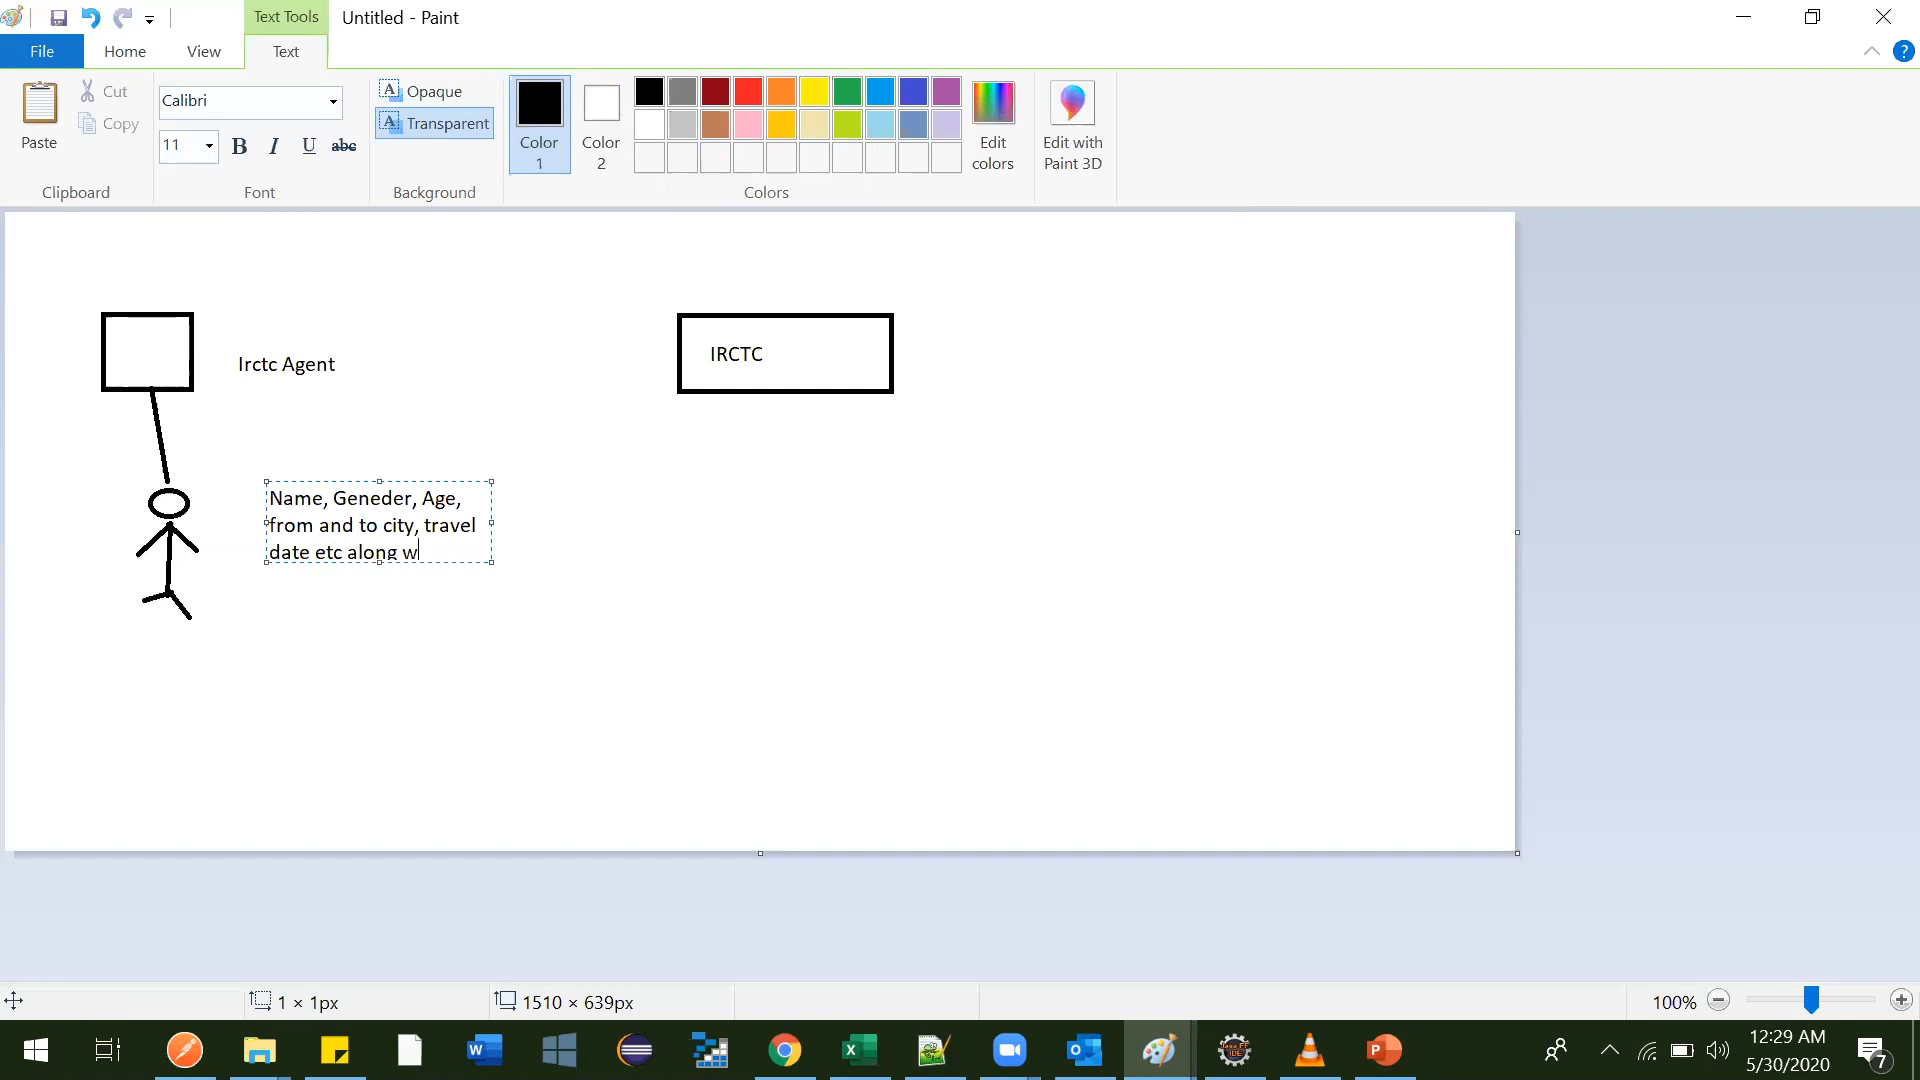 Text Tools
Untitled - Paint
File
Home
View
Text
?
Paste
Cut
Copy
Calibri
11
B
I
U
abc
A Opaque
A Transparent
Color
1
Color
2
Edit
colors
Edit with
Paint 3D
Clipboard
Font
Background
Colors
IRCTC
Irctc Agent
Name, Geneder, Age,
from and to city, travel
date etc along w
1 × 1px
1510 × 639px
100%
12:29 AM
5/30/2020
7